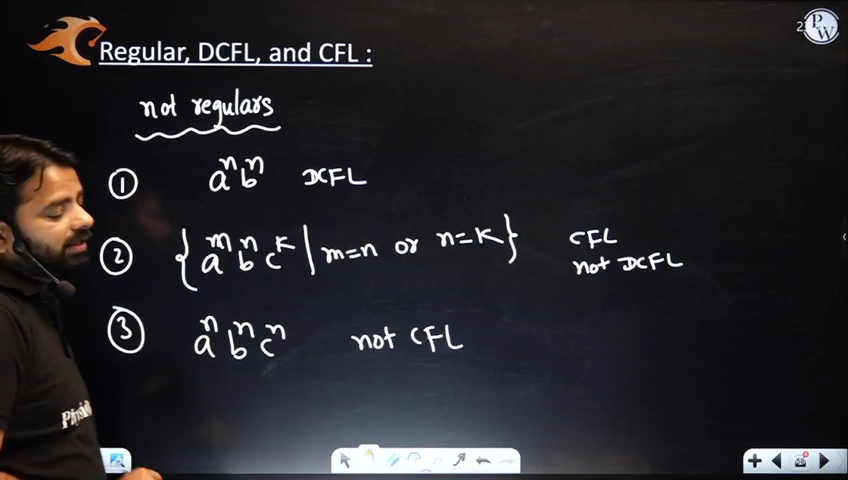 Regular, DCFL, and CFL :
not regulars
① aⁿbⁿ DCFL
② {aᵐbⁿcᵏ | m=n or n=k} CFL
not DCFL
③ aⁿbⁿcⁿ not CFL
PW